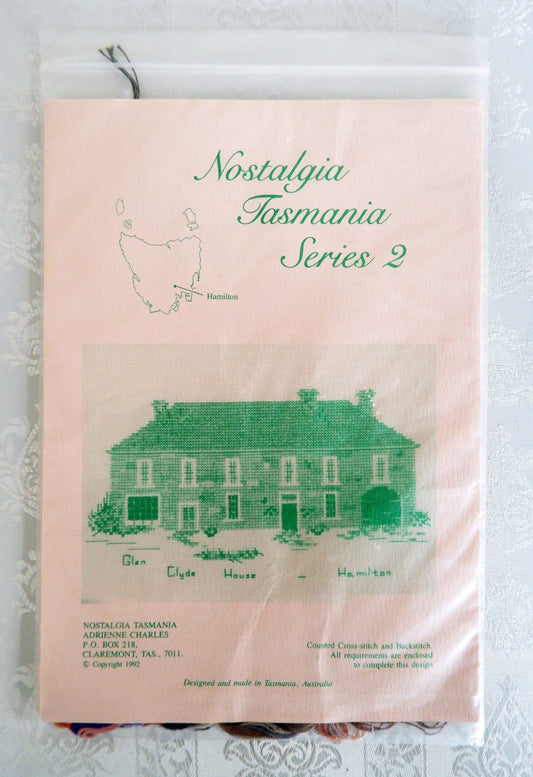 Nostalgia
Tasmania
Series 2
Hamilton
Glen
Clyde House – Hamilton
NOSTALGIA TASMANIA
ADRIENNE CHARLES
P.O. BOX 218,
CLAREMONT, TAS., 7011.
© Copyright 1992
Counted Cross-stitch and Backstitch.
All requirements are enclosed
to complete this design
Designed and made in Tasmania, Australia